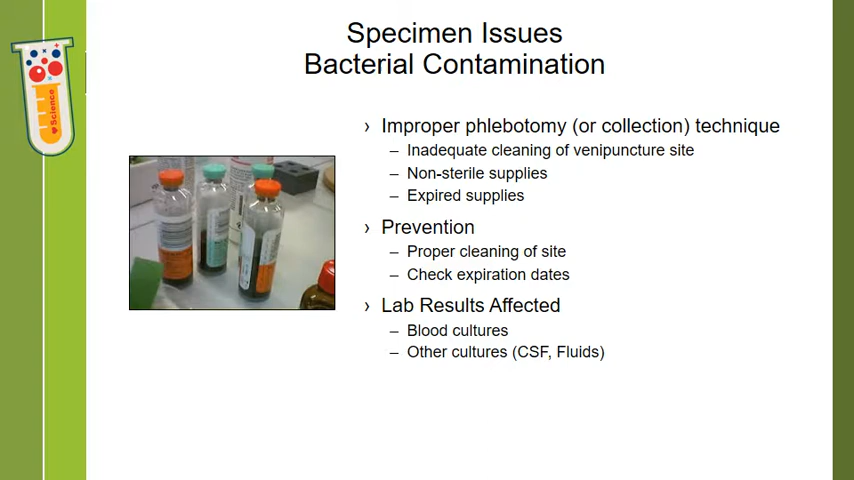 Specimen Issues
Bacterial Contamination
Science
› Improper phlebotomy (or collection) technique
– Inadequate cleaning of venipuncture site
– Non-sterile supplies
– Expired supplies
› Prevention
– Proper cleaning of site
– Check expiration dates
› Lab Results Affected
– Blood cultures
– Other cultures (CSF, Fluids)